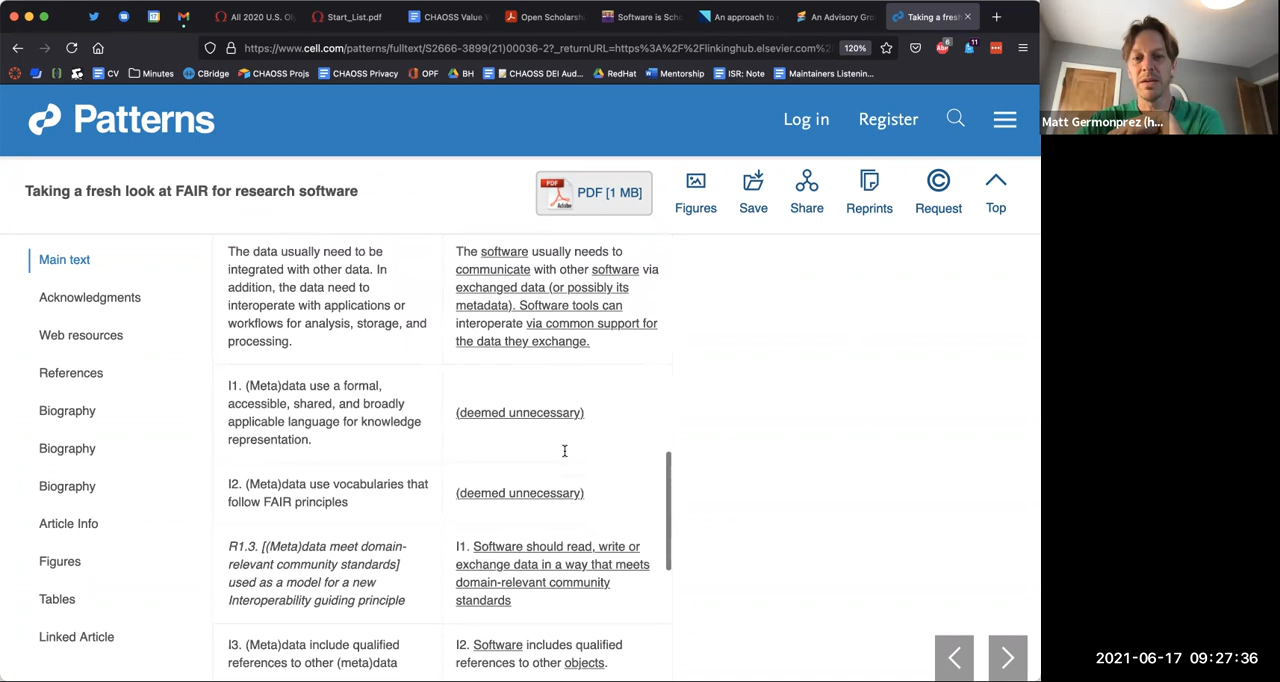 All 2020 U.S. Ol
Start_List.pdf
CHAOSS Value
Open Scholars
Software is Sch
An approach to
An Advisory Gro
Taking a fresh
https://www.cell.com/patterns/fulltext/S2666-3899(21)00036-2?_returnURL=https%3A%2F%2Flinkinghub.elsevier.com%2
120%
6
11
CV
Minutes
CBridge
CHAOSS Projs
CHAOSS Privacy
OPF
BH
CHAOSS DEI Aud...
RedHat
Mentorship
ISR: Note
Maintainers Listenin...
Patterns
Log in
Register
Taking a fresh look at FAIR for research software
PDF [1 MB]
Adobe
Figures
Save
Share
Reprints
Request
Top
Main text
Acknowledgments
Web resources
References
Biography
Biography
Biography
Article Info
Figures
Tables
Linked Article
The data usually need to be
integrated with other data. In
addition, the data need to
interoperate with applications or
workflows for analysis, storage, and
processing.
The software usually needs to
communicate with other software via
exchanged data (or possibly its
metadata). Software tools can
interoperate via common support for
the data they exchange.
I1. (Meta)data use a formal,
accessible, shared, and broadly
applicable language for knowledge
representation.
(deemed unnecessary)
I2. (Meta)data use vocabularies that
follow FAIR principles
(deemed unnecessary)
R1.3. [(Meta)data meet domain-
relevant community standards]
used as a model for a new
Interoperability guiding principle
I1. Software should read, write or
exchange data in a way that meets
domain-relevant community
standards
I3. (Meta)data include qualified
references to other (meta)data
I2. Software includes qualified
references to other objects.
Matt Germonprez (h...
2021-06-17 09:27:36